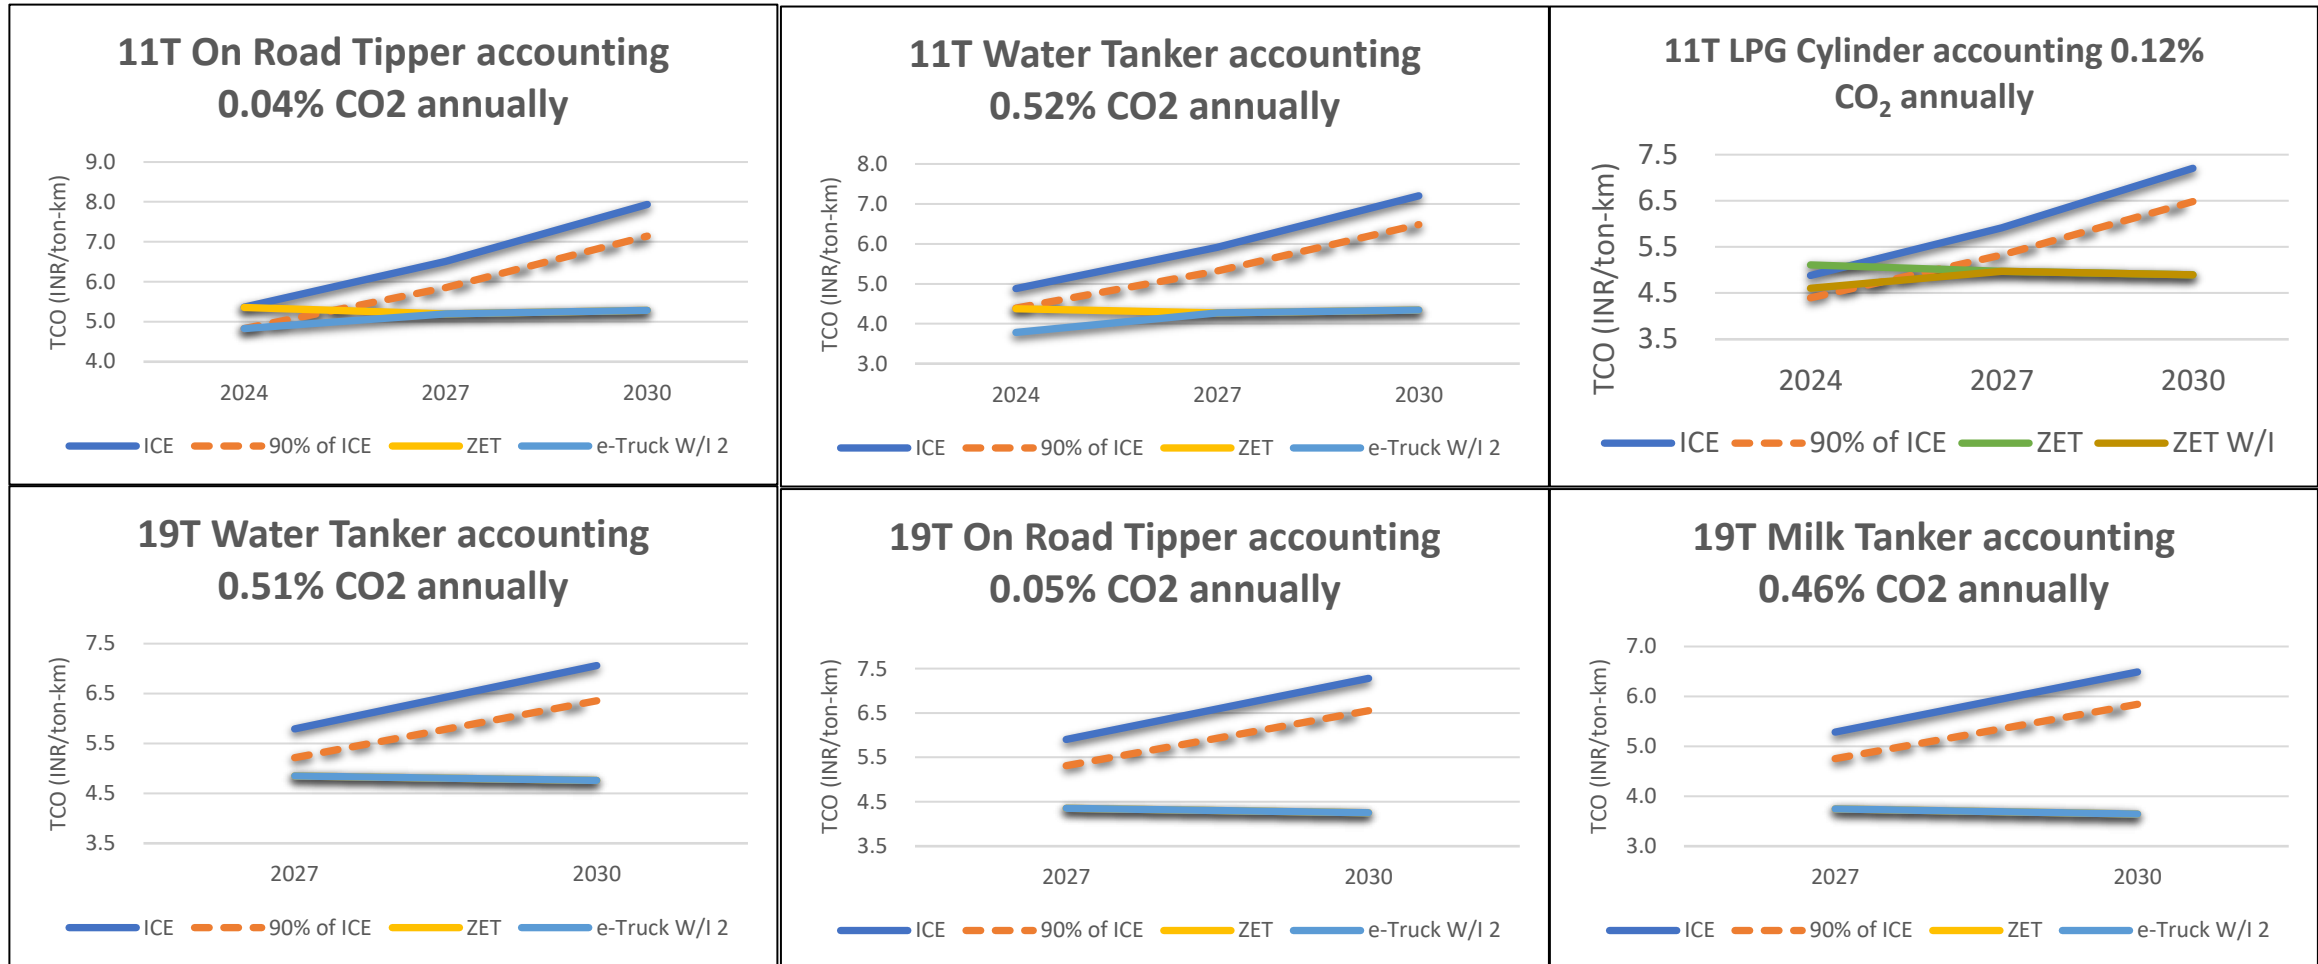 11T On Road Tipper accounting
0.04% CO2 annually
TCO (INR/ton-km)
9.0
8.0
7.0
6.0
5.0
4.0
2024 2027 2030
ICE 90% of ICE ZET e-Truck W/I 2
11T Water Tanker accounting
0.52% CO2 annually
TCO (INR/ton-km)
8.0
7.0
6.0
5.0
4.0
3.0
2024 2027 2030
ICE 90% of ICE ZET e-Truck W/I 2
11T LPG Cylinder accounting 0.12%
CO₂ annually
TCO (INR/ton-km)
7.5
6.5
5.5
4.5
3.5
2024 2027 2030
ICE 90% of ICE ZET ZET W/I
19T Water Tanker accounting
0.51% CO2 annually
TCO (INR/ton-km)
7.5
6.5
5.5
4.5
3.5
2027 2030
ICE 90% of ICE ZET e-Truck W/I 2
19T On Road Tipper accounting
0.05% CO2 annually
TCO (INR/ton-km)
7.5
6.5
5.5
4.5
3.5
2027 2030
ICE 90% of ICE ZET e-Truck W/I 2
19T Milk Tanker accounting
0.46% CO2 annually
TCO (INR/ton-km)
7.0
6.0
5.0
4.0
3.0
2027 2030
ICE 90% of ICE ZET e-Truck W/I 2